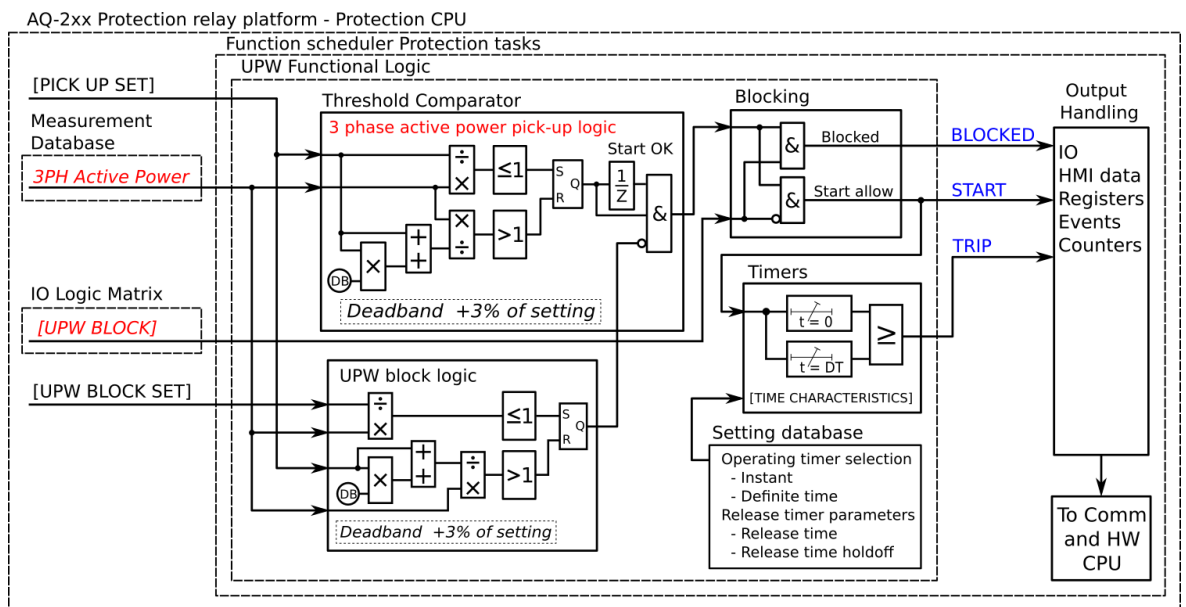 AQ-2xx Protection relay platform - Protection CPU
Function scheduler Protection tasks
UPW Functional Logic
[PICK UP SET]
Measurement
Database
3PH Active Power
IO Logic Matrix
[UPW BLOCK]
[UPW BLOCK SET]
Threshold Comparator
3 phase active power pick-up logic
÷
×
≤1
S
R
Q
Start OK
1
Z
&
×
÷
>1
+
+
×
DB
Deadband +3% of setting
UPW block logic
÷
×
≤1
S
R
Q
+
+
×
DB
÷
×
>1
Deadband +3% of setting
Blocking
&
Blocked
&
Start allow
Timers
t = 0
t = DT
≥
[TIME CHARACTERISTICS]
Setting database
Operating timer selection
- Instant
- Definite time
Release timer parameters
- Release time
- Release time holdoff
BLOCKED
START
TRIP
Output
Handling
IO
HMI data
Registers
Events
Counters
To Comm
and HW
CPU